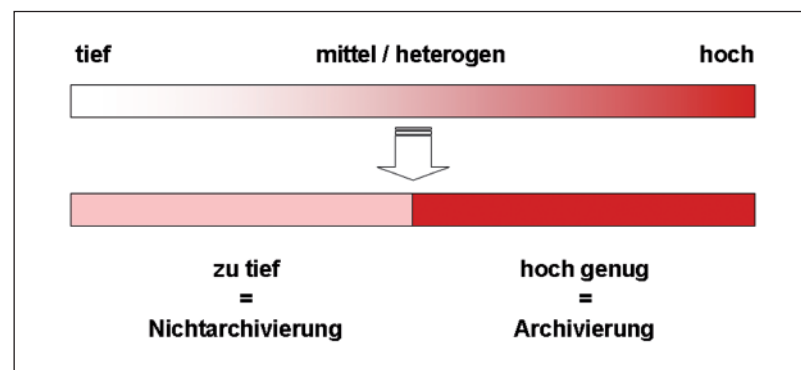 tief mittel / heterogen hoch
zu tief hoch genug
= =
Nichtarchivierung Archivierung